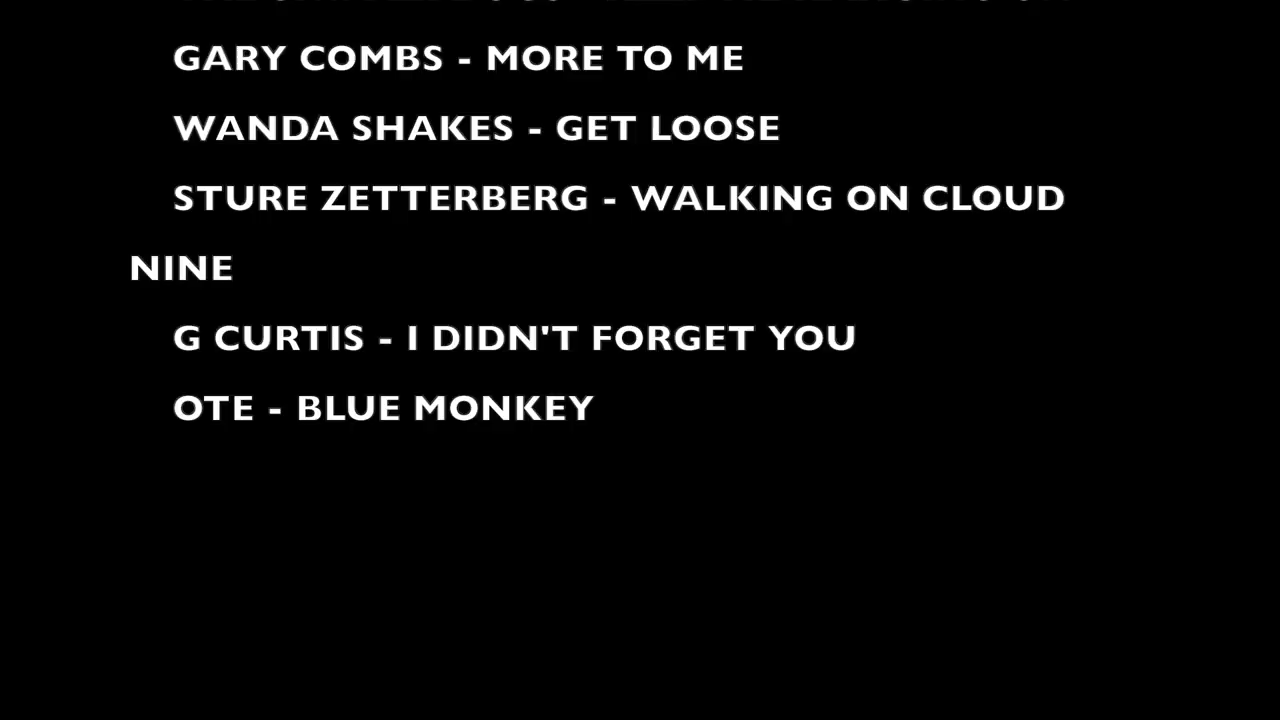 GARY COMBS - MORE TO ME
WANDA SHAKES - GET LOOSE
STURE ZETTERBERG - WALKING ON CLOUD
NINE
G CURTIS - I DIDN'T FORGET YOU
OTE - BLUE MONKEY